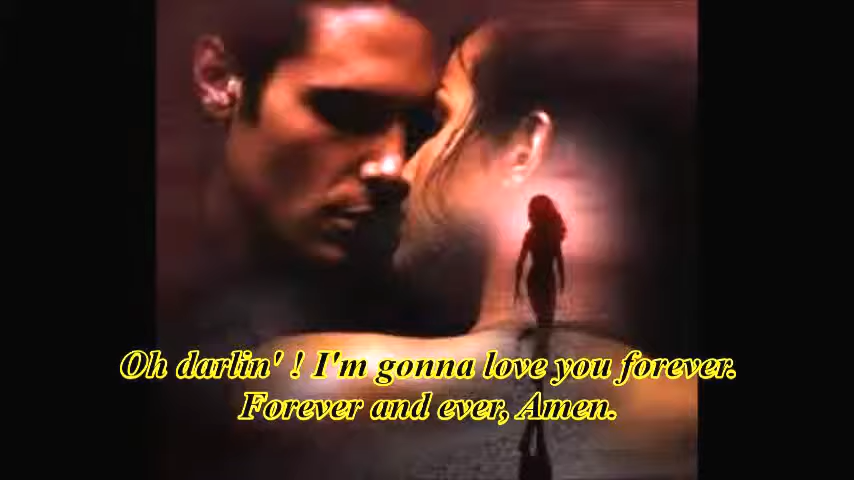 Oh darlin' ! I'm gonna love you forever.
Forever and ever, Amen.